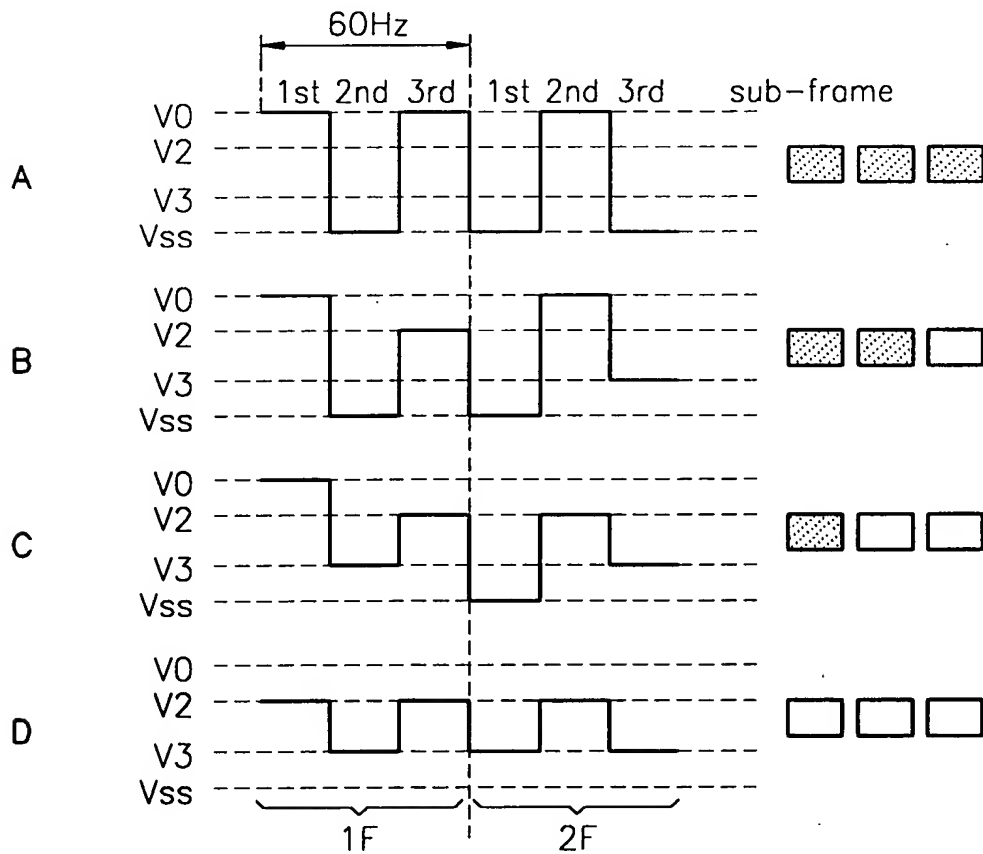 60Hz
1st 2nd 3rd 1st 2nd 3rd sub-frame
A
V0
V2
V3
Vss
B
V0
V2
V3
Vss
C
V0
V2
V3
Vss
D
V0
V2
V3
Vss
1F 2F